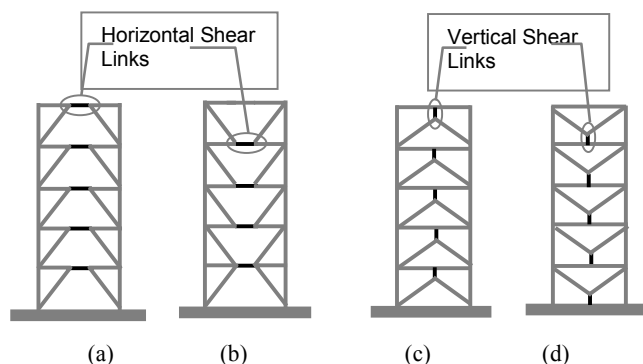 Horizontal Shear
Links
Vertical Shear
Links
(a)
(b)
(c)
(d)